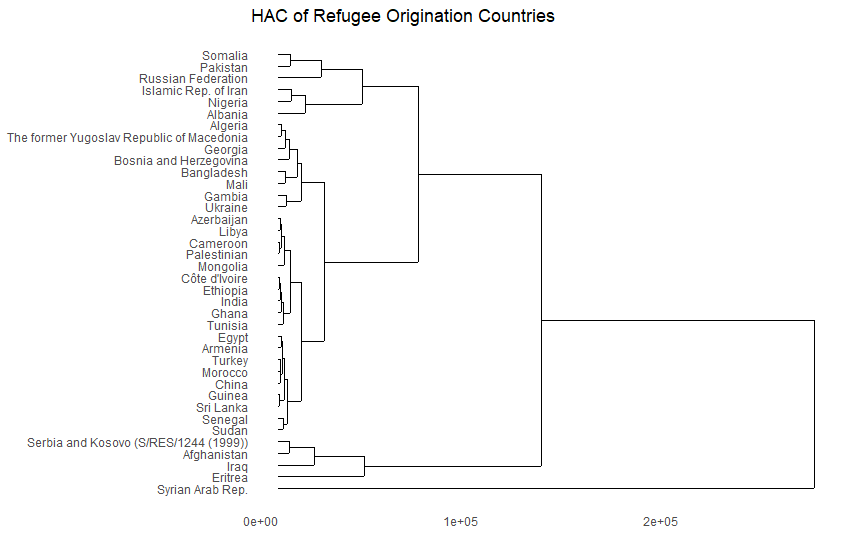 HAC of Refugee Origination Countries
Somalia
Pakistan
Russian Federation
Islamic Rep. of Iran
Nigeria
Albania
Algeria
The former Yugoslav Republic of Macedonia
Georgia
Bosnia and Herzegovina
Bangladesh
Mali
Gambia
Ukraine
Azerbaijan
Libya
Cameroon
Palestinian
Mongolia
Côte d'Ivoire
Ethiopia
India
Ghana
Tunisia
Egypt
Armenia
Turkey
Morocco
China
Guinea
Sri Lanka
Senegal
Sudan
Serbia and Kosovo (S/RES/1244 (1999))
Afghanistan
Iraq
Eritrea
Syrian Arab Rep.
0e+00 1e+05 2e+05